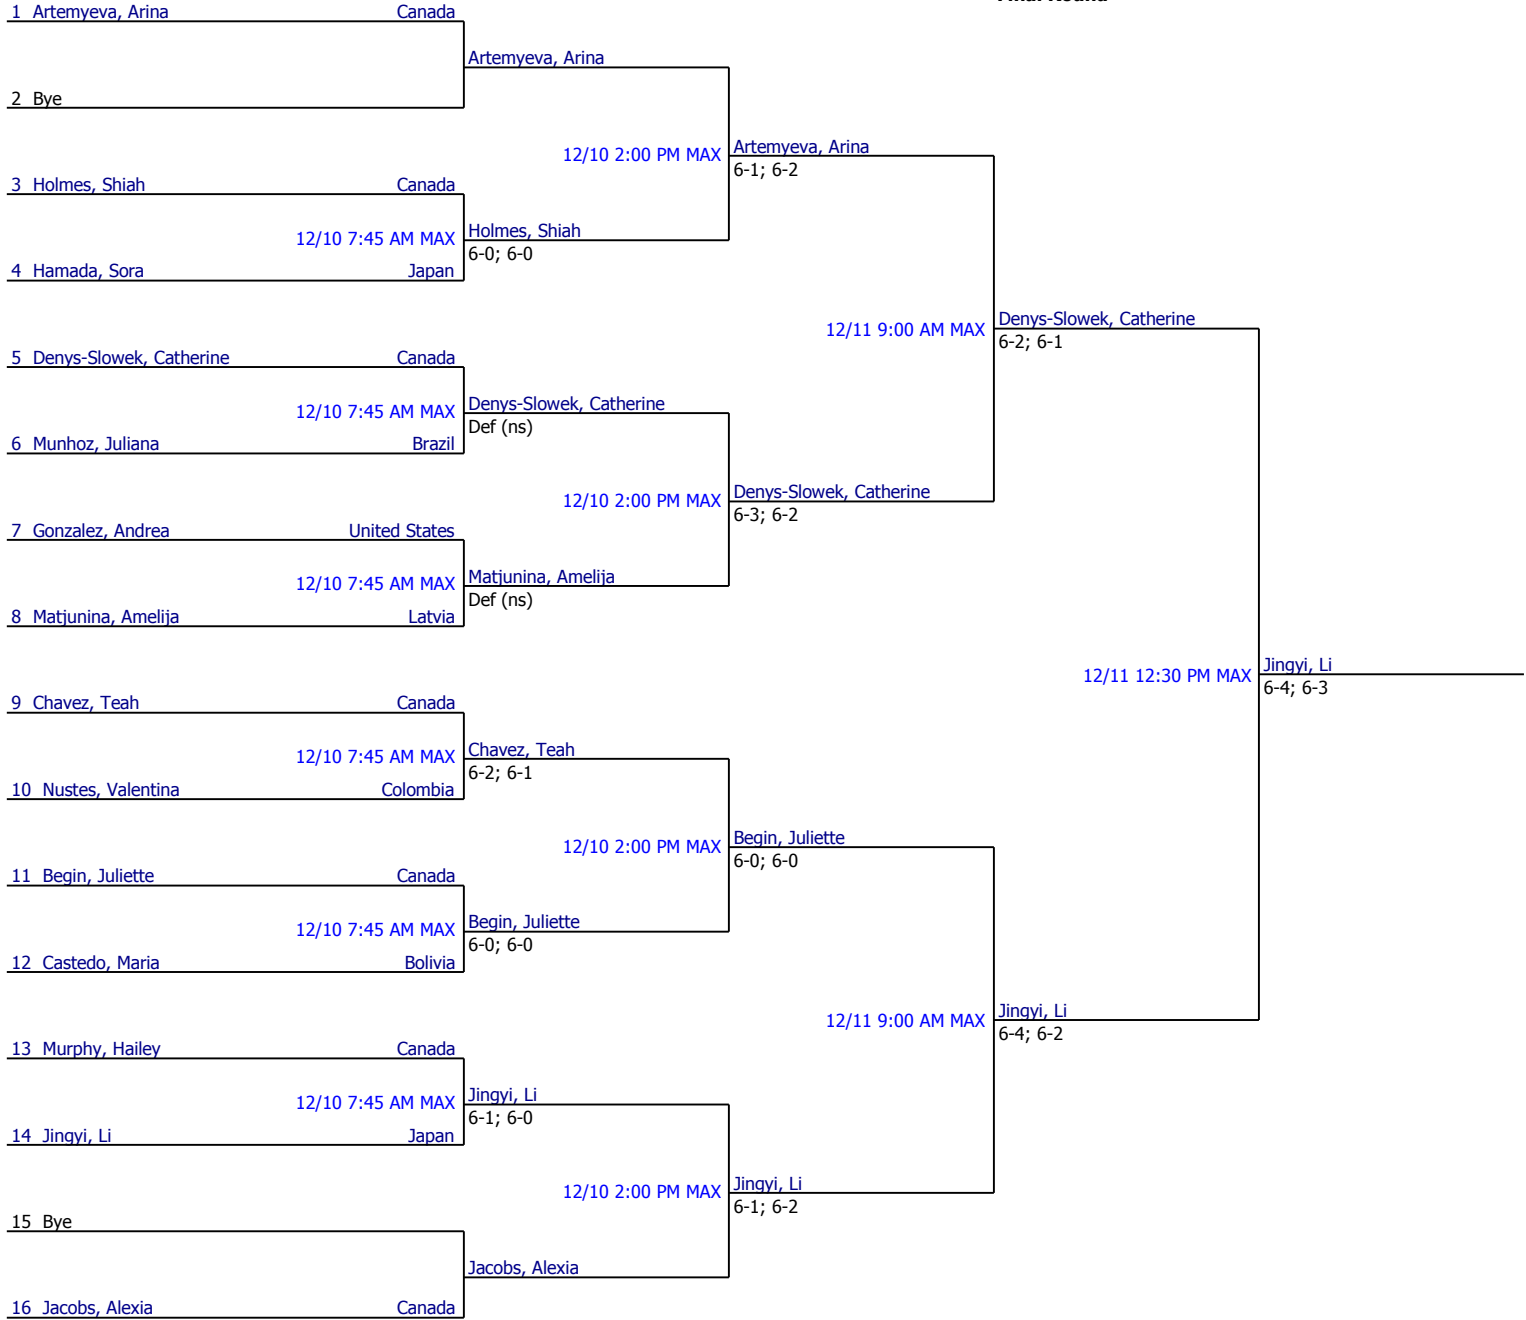 1 Artemyeva, Arina Canada
Artemyeva, Arina
2 Bye
12/10 2:00 PM MAX Artemyeva, Arina
6-1; 6-2
3 Holmes, Shiah Canada
12/10 7:45 AM MAX Holmes, Shiah
6-0; 6-0
4 Hamada, Sora Japan
12/11 9:00 AM MAX Denys-Slowek, Catherine
6-2; 6-1
5 Denys-Slowek, Catherine Canada
12/10 7:45 AM MAX Denys-Slowek, Catherine
Def (ns)
6 Munhoz, Juliana Brazil
12/10 2:00 PM MAX Denys-Slowek, Catherine
6-3; 6-2
7 Gonzalez, Andrea United States
12/10 7:45 AM MAX Matjunina, Amelija
Def (ns)
8 Matjunina, Amelija Latvia
12/11 12:30 PM MAX Jingyi, Li
6-4; 6-3
9 Chavez, Teah Canada
12/10 7:45 AM MAX Chavez, Teah
6-2; 6-1
10 Nustes, Valentina Colombia
12/10 2:00 PM MAX Begin, Juliette
6-0; 6-0
11 Begin, Juliette Canada
12/10 7:45 AM MAX Begin, Juliette
6-0; 6-0
12 Castedo, Maria Bolivia
12/11 9:00 AM MAX Jingyi, Li
6-4; 6-2
13 Murphy, Hailey Canada
12/10 7:45 AM MAX Jingyi, Li
6-1; 6-0
14 Jingyi, Li Japan
12/10 2:00 PM MAX Jingyi, Li
6-1; 6-2
15 Bye
Jacobs, Alexia
16 Jacobs, Alexia Canada